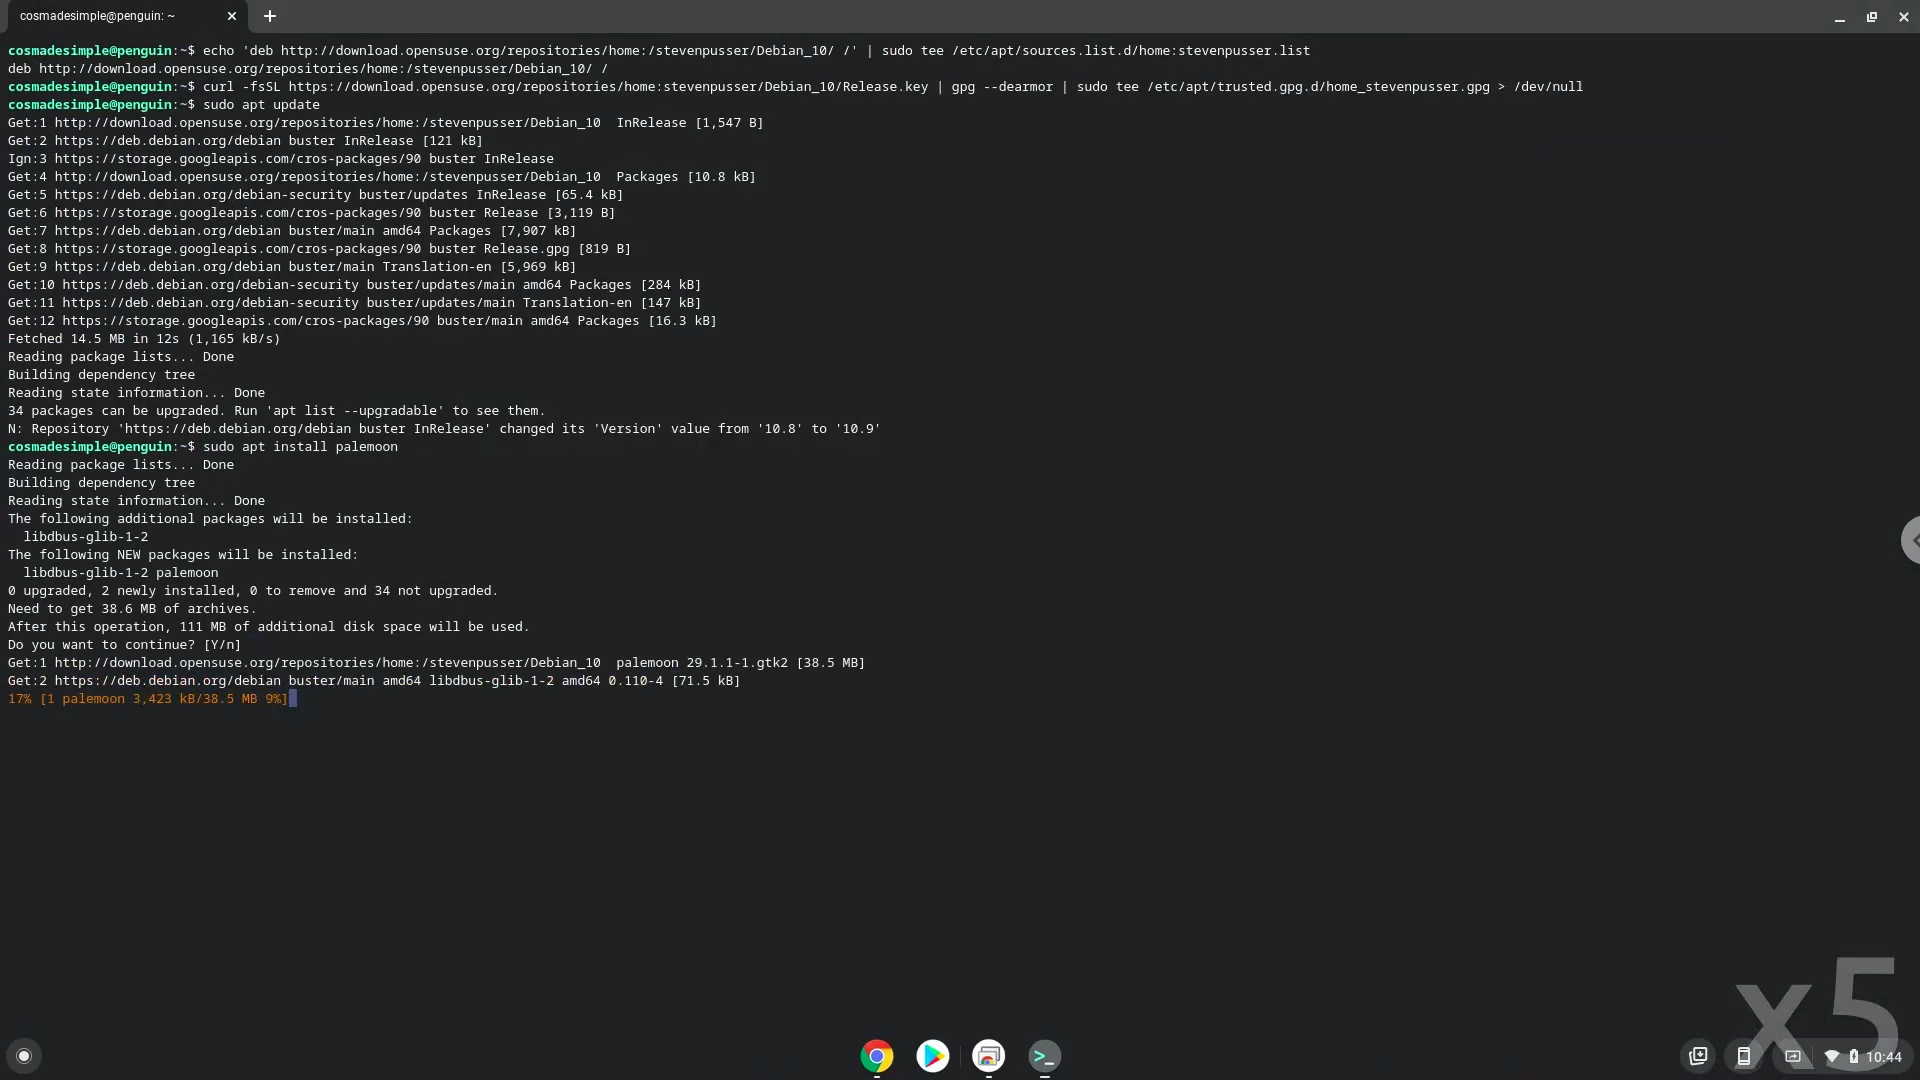 cosmadesimple@penguin: ~
cosmadesimple@penguin:~$ echo 'deb http://download.opensuse.org/repositories/home:/stevenpusser/Debian_10/ /' | sudo tee /etc/apt/sources.list.d/home:stevenpusser.list
deb http://download.opensuse.org/repositories/home:/stevenpusser/Debian_10/ /
cosmadesimple@penguin:~$ curl -fsSL https://download.opensuse.org/repositories/home:stevenpusser/Debian_10/Release.key | gpg --dearmor | sudo tee /etc/apt/trusted.gpg.d/home_stevenpusser.gpg > /dev/null
cosmadesimple@penguin:~$ sudo apt update
Get:1 http://download.opensuse.org/repositories/home:/stevenpusser/Debian_10  InRelease [1,547 B]
Get:2 https://deb.debian.org/debian buster InRelease [121 kB]
Ign:3 https://storage.googleapis.com/cros-packages/90 buster InRelease
Get:4 http://download.opensuse.org/repositories/home:/stevenpusser/Debian_10  Packages [10.8 kB]
Get:5 https://deb.debian.org/debian-security buster/updates InRelease [65.4 kB]
Get:6 https://storage.googleapis.com/cros-packages/90 buster Release [3,119 B]
Get:7 https://deb.debian.org/debian buster/main amd64 Packages [7,907 kB]
Get:8 https://storage.googleapis.com/cros-packages/90 buster Release.gpg [819 B]
Get:9 https://deb.debian.org/debian buster/main Translation-en [5,969 kB]
Get:10 https://deb.debian.org/debian-security buster/updates/main amd64 Packages [284 kB]
Get:11 https://deb.debian.org/debian-security buster/updates/main Translation-en [147 kB]
Get:12 https://storage.googleapis.com/cros-packages/90 buster/main amd64 Packages [16.3 kB]
Fetched 14.5 MB in 12s (1,165 kB/s)
Reading package lists... Done
Building dependency tree
Reading state information... Done
34 packages can be upgraded. Run 'apt list --upgradable' to see them.
N: Repository 'https://deb.debian.org/debian buster InRelease' changed its 'Version' value from '10.8' to '10.9'
cosmadesimple@penguin:~$ sudo apt install palemoon
Reading package lists... Done
Building dependency tree
Reading state information... Done
The following additional packages will be installed:
  libdbus-glib-1-2
The following NEW packages will be installed:
  libdbus-glib-1-2 palemoon
0 upgraded, 2 newly installed, 0 to remove and 34 not upgraded.
Need to get 38.6 MB of archives.
After this operation, 111 MB of additional disk space will be used.
Do you want to continue? [Y/n]
Get:1 http://download.opensuse.org/repositories/home:/stevenpusser/Debian_10  palemoon 29.1.1-1.gtk2 [38.5 MB]
Get:2 https://deb.debian.org/debian buster/main amd64 libdbus-glib-1-2 amd64 0.110-4 [71.5 kB]
17% [1 palemoon 3,423 kB/38.5 MB 9%]
x5
10:44